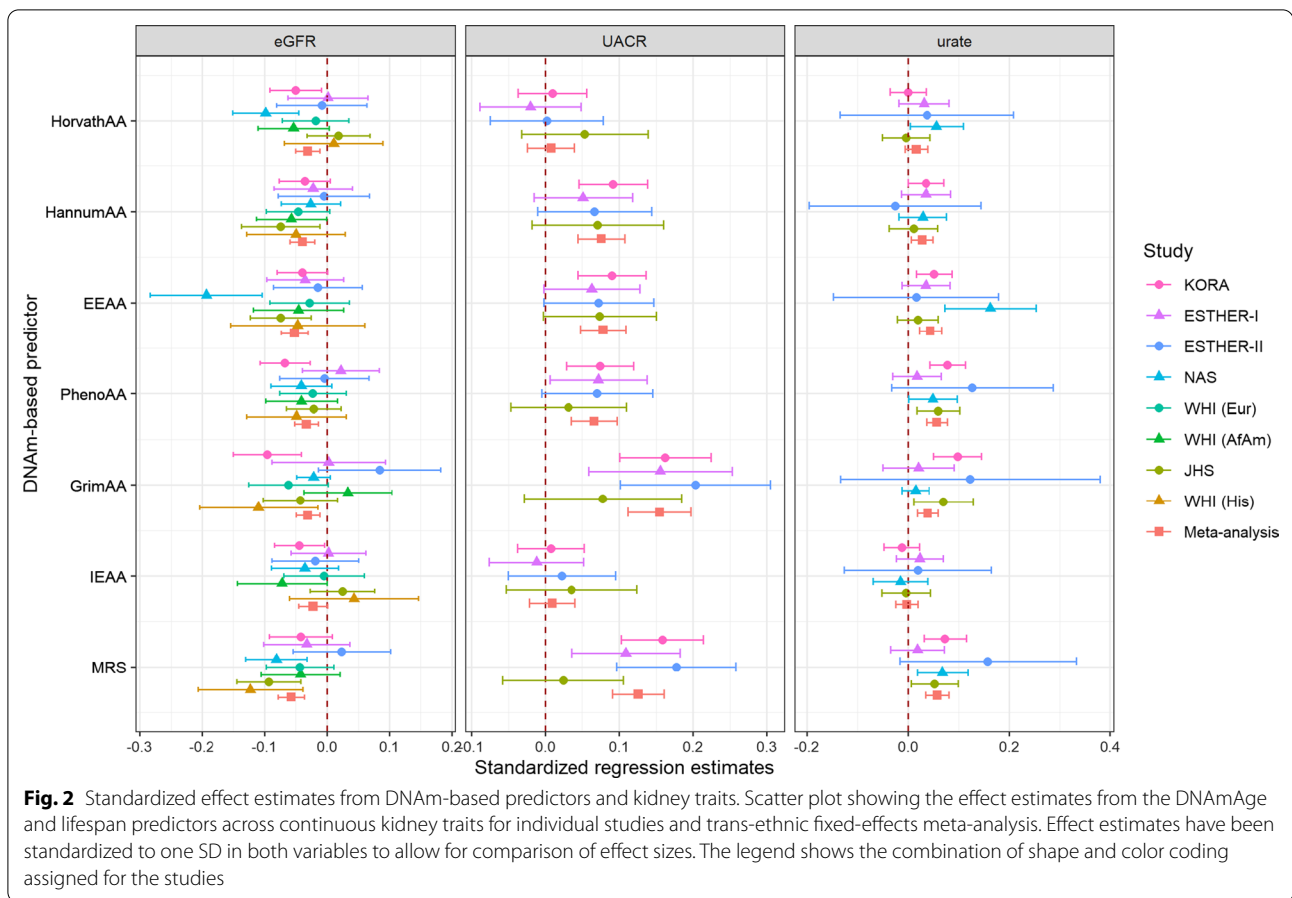 eGFR
UACR
urate
HorvathAA
HannumAA
EEAA
PhenoAA
GrimAA
IEAA
MRS
DNAm-based predictor
-0.3
-0.2
-0.1
0.0
0.1
0.2
-0.1
0.0
0.1
0.2
0.3
-0.2
0.0
0.2
0.4
Standardized regression estimates
Study
KORA
ESTHER-I
ESTHER-II
NAS
WHI (Eur)
WHI (AfAm)
JHS
WHI (His)
Meta-analysis
Fig. 2 Standardized effect estimates from DNAm-based predictors and kidney traits. Scatter plot showing the effect estimates from the DNAmAge
and lifespan predictors across continuous kidney traits for individual studies and trans-ethnic fixed-effects meta-analysis. Effect estimates have been
standardized to one SD in both variables to allow for comparison of effect sizes. The legend shows the combination of shape and color coding
assigned for the studies